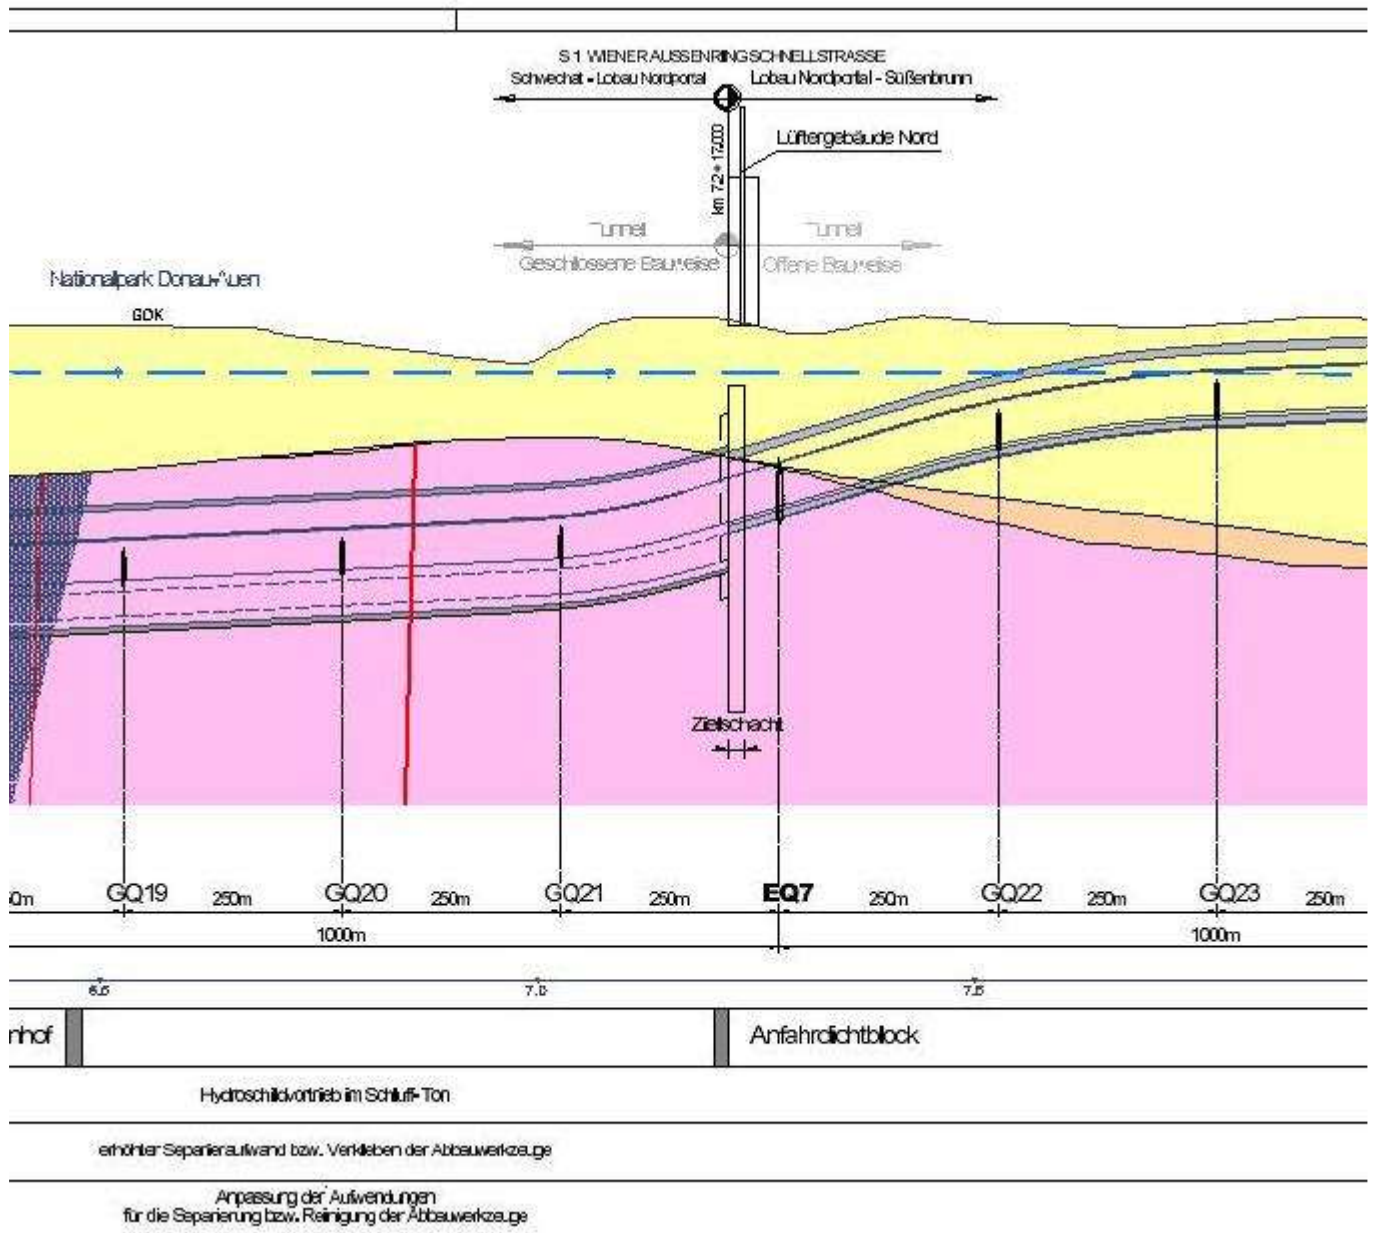 S 1 WIENER AUSSENRING SCHNELLSTRASSE
Schwechat - Lobau Nordportal
Lobau Nordportal - Süßenbrunn
Lüftergebäude Nord
km 7.2 + 17.000
Tunnel
Tunnel
Geschlossene Bauweise
Offene Bauweise
Nationalpark Donau-Auen
GOK
Zielschacht
GQ19 250m GQ20 250m GQ21 250m EQ7 250m GQ22 250m GQ23 250m
1000m 1000m
6.5 7.0 7.5
nhof
Anfahrdichtblock
Hydroschildvortrieb im Schluff-Ton
erhöhter Separieraufwand bzw. Verkleben der Abbauwerkzeuge
Anpassung der Aufwendungen
für die Separierung bzw. Reinigung der Abbauwerkzeuge